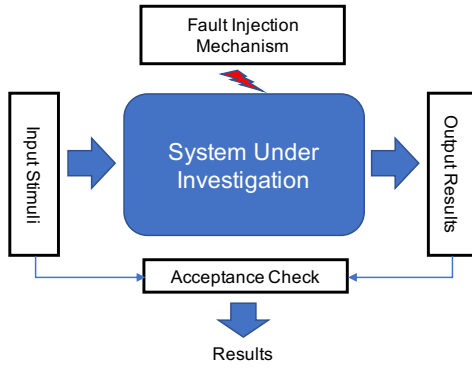 Fault Injection
Mechanism
Input Stimuli
System Under
Investigation
Output Results
Acceptance Check
Results